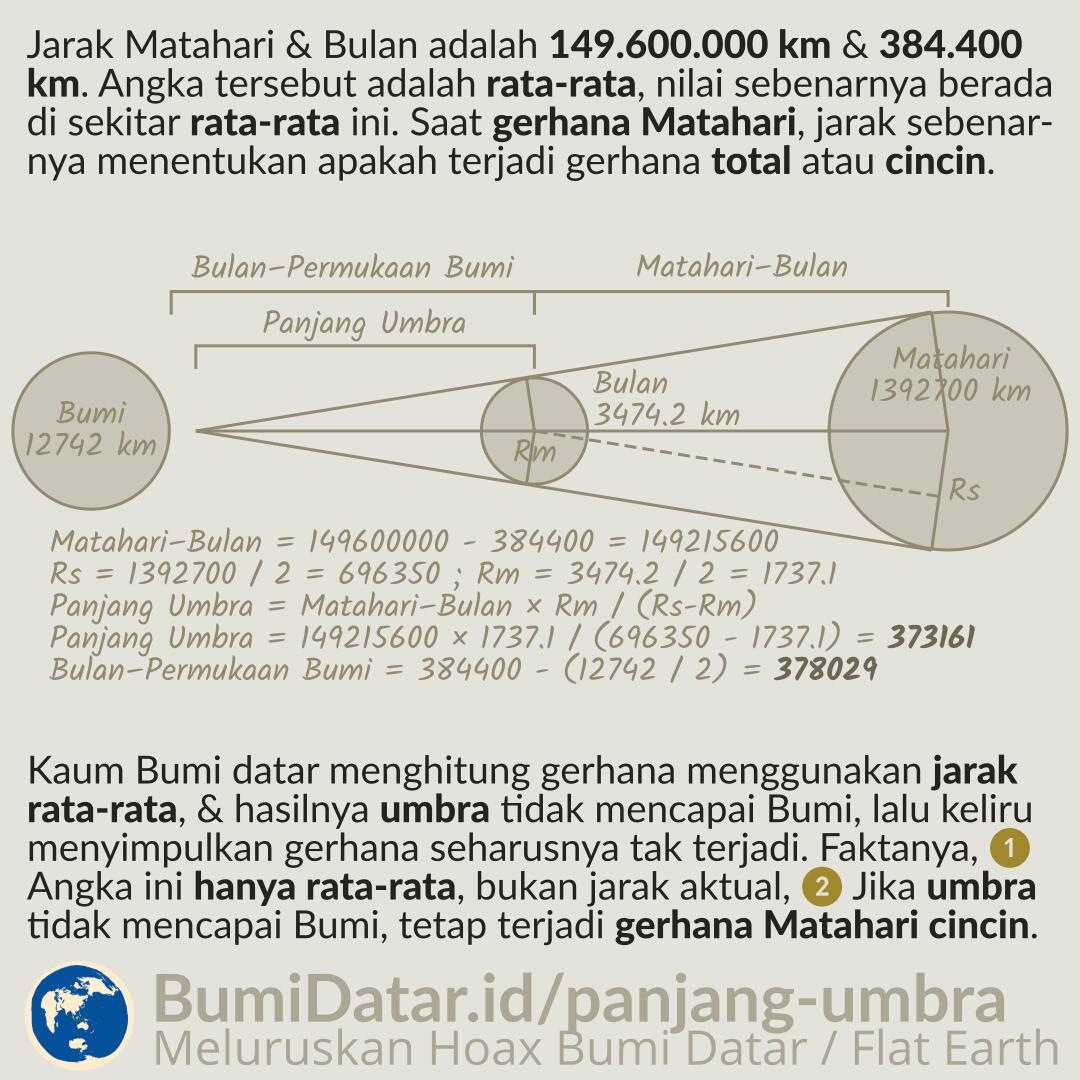 Jarak Matahari & Bulan adalah 149.600.000 km & 384.400
km. Angka tersebut adalah rata-rata, nilai sebenarnya berada
di sekitar rata-rata ini. Saat gerhana Matahari, jarak sebenar-
nya menentukan apakah terjadi gerhana total atau cincin.
Bulan–Permukaan Bumi
Matahari–Bulan
Panjang Umbra
Bumi
12742 km
Bulan
3474.2 km
Rm
Matahari
1392700 km
Rs
Matahari–Bulan = 149600000 - 384400 = 149215600
Rs = 1392700 / 2 = 696350 ; Rm = 3474.2 / 2 = 1737.1
Panjang Umbra = Matahari–Bulan × Rm / (Rs-Rm)
Panjang Umbra = 149215600 × 1737.1 / (696350 - 1737.1) = 373161
Bulan–Permukaan Bumi = 384400 - (12742 / 2) = 378029
Kaum Bumi datar menghitung gerhana menggunakan jarak
rata-rata, & hasilnya umbra tidak mencapai Bumi, lalu keliru
menyimpulkan gerhana seharusnya tak terjadi. Faktanya, 1
Angka ini hanya rata-rata, bukan jarak aktual, 2 Jika umbra
tidak mencapai Bumi, tetap terjadi gerhana Matahari cincin.
BumiDatar.id/panjang-umbra
Meluruskan Hoax Bumi Datar / Flat Earth